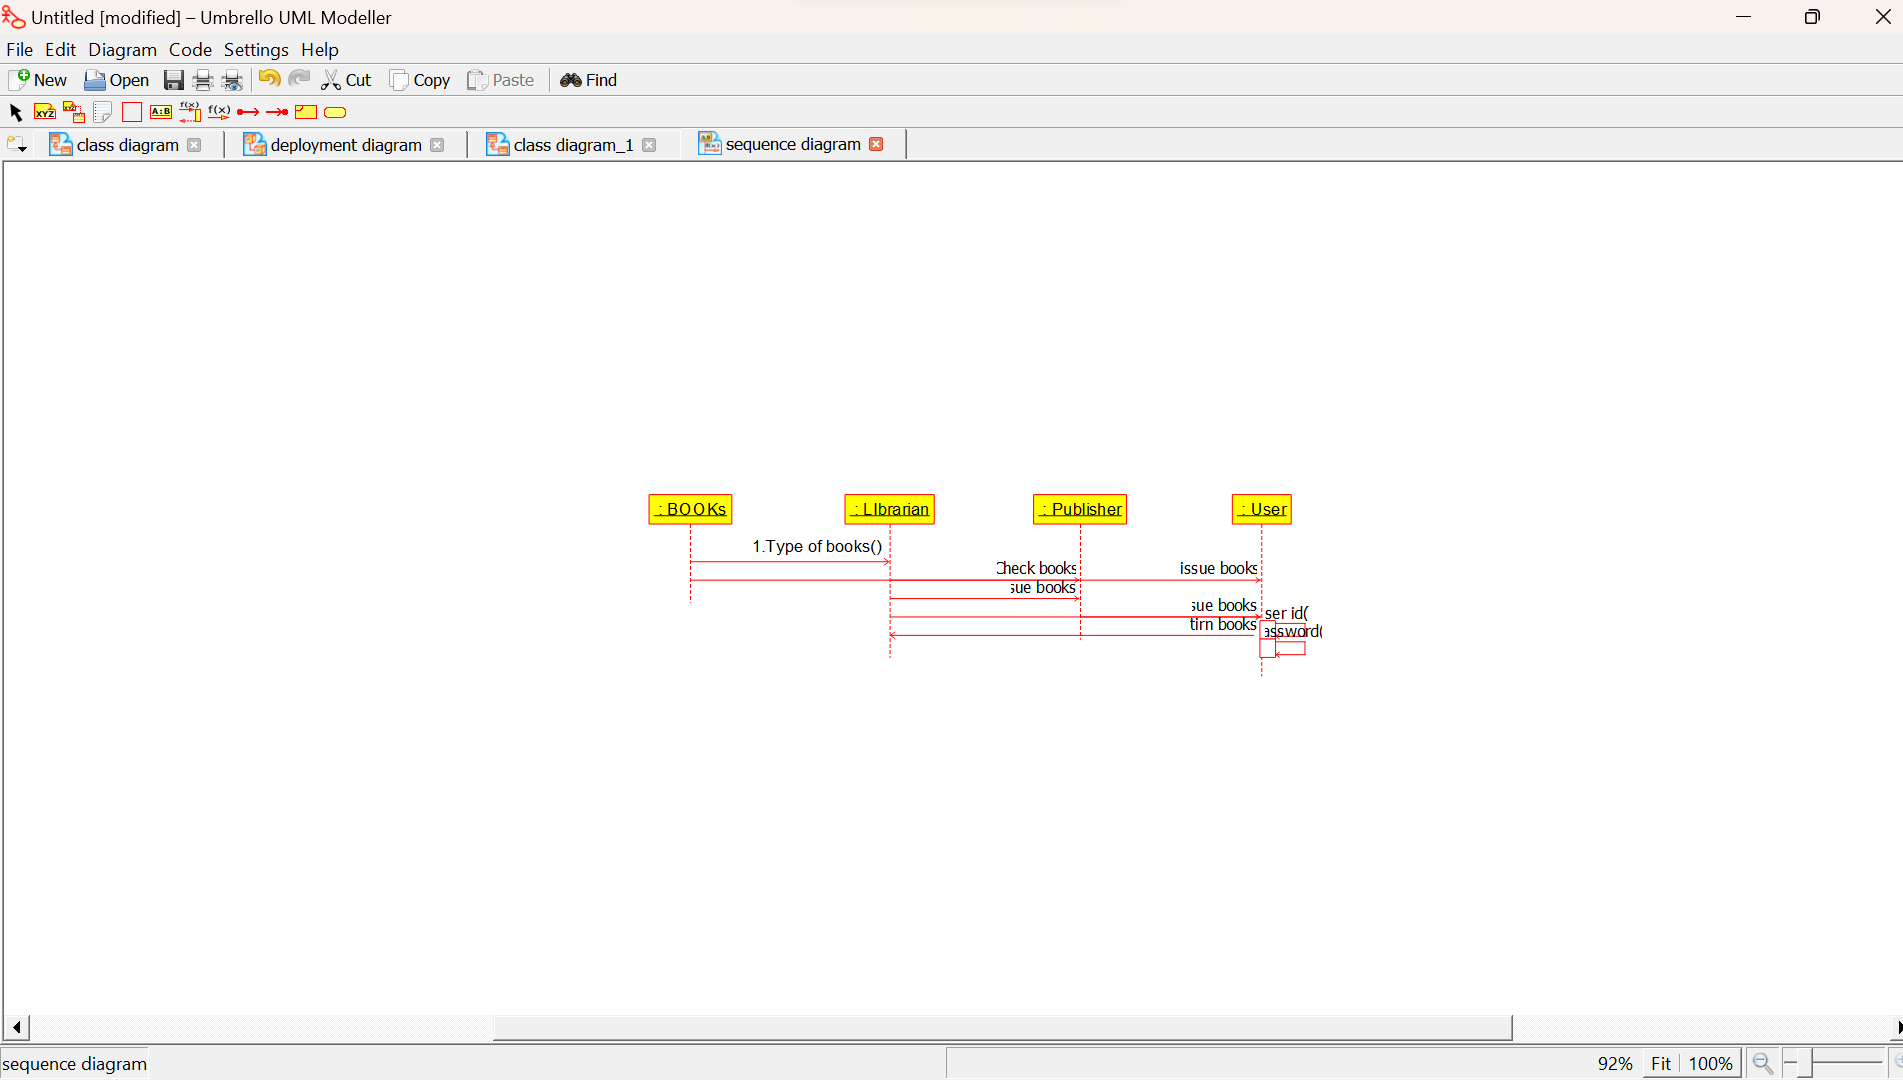 Untitled [modified] – Umbrello UML Modeller
File Edit Diagram Code Settings Help
New Open Cut Copy Paste Find
XYZ XYZ A:B f(x) f(x)
class diagram deployment diagram class diagram_1 sequence diagram
: BOOKs : LIbrarian : Publisher : User
1.Type of books()
Check books issue books
sue books
sue books ser id(
tirn books assword(
sequence diagram 92% Fit 100%